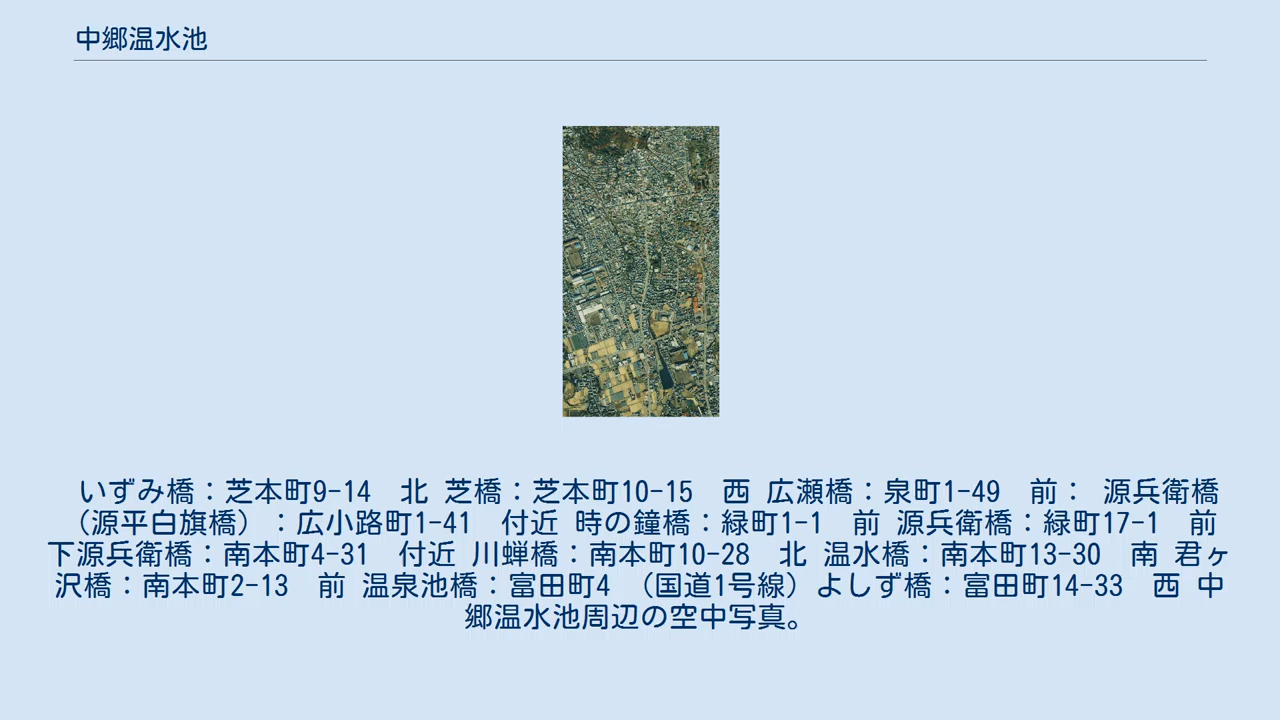 中郷温水池
いずみ橋：芝本町9-14　北 芝橋：芝本町10-15　西 広瀬橋：泉町1-49　前： 源兵衛橋
（源平白旗橋）：広小路町1-41　付近 時の鐘橋：緑町1-1　前 源兵衛橋：緑町17-1　前
下源兵衛橋：南本町4-31　付近 川蝉橋：南本町10-28　北 温水橋：南本町13-30　南 君ヶ
沢橋：南本町2-13　前 温泉池橋：富田町4 （国道1号線）よしず橋：富田町14-33　西 中
郷温水池周辺の空中写真。